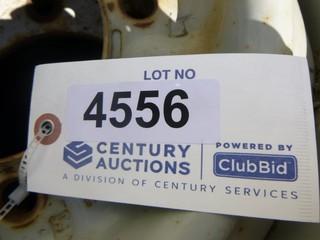 LOT NO
4556
CENTURY
AUCTIONS
POWERED BY
ClubBid
A DIVISION OF CENTURY SERVICES